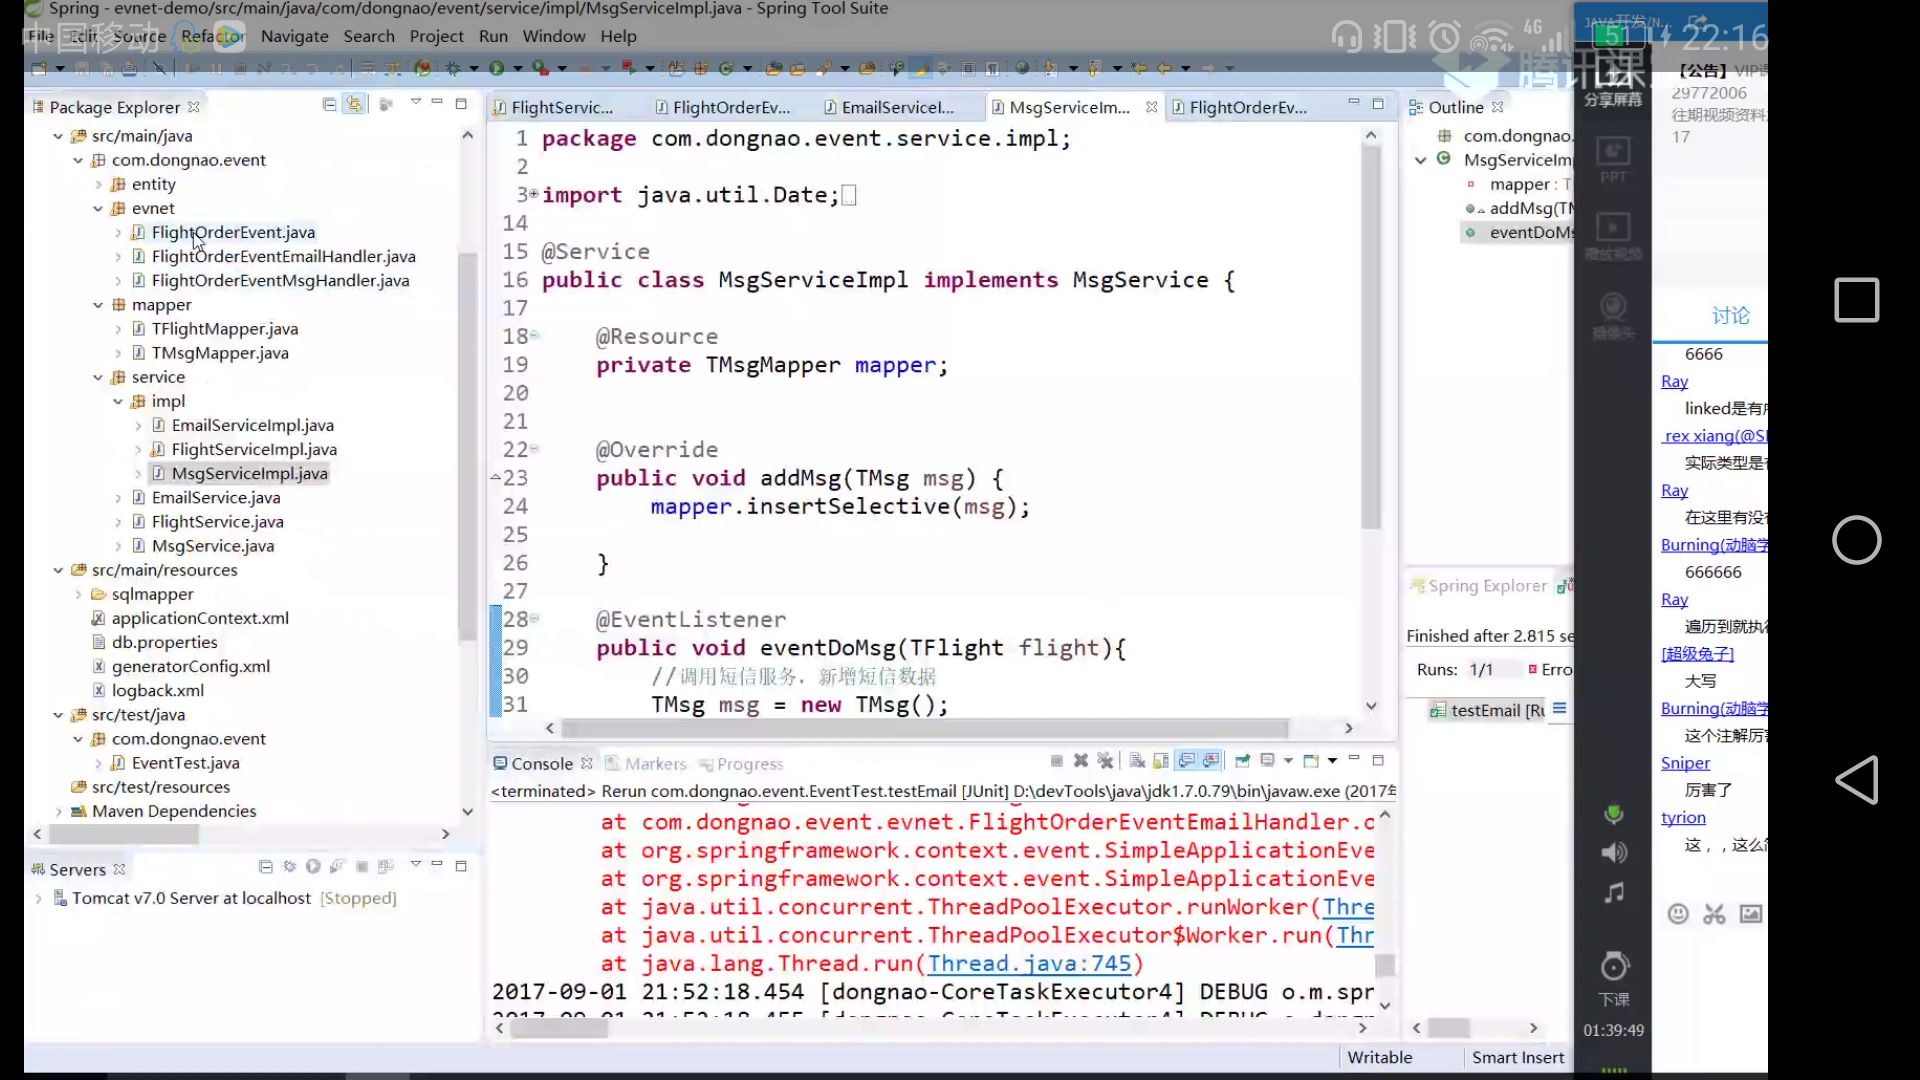 Spring - evnet-demo/src/main/java/com/dongnao/event/service/impl/MsgServiceImpl.java - Spring Tool Suite
中国移动
File Edit Source Refactor Navigate Search Project Run Window Help
4G 51 22:16
腾讯课
分享屏幕
Package Explorer
src/main/java
com.dongnao.event
entity
evnet
FlightOrderEvent.java
FlightOrderEventEmailHandler.java
FlightOrderEventMsgHandler.java
mapper
TFlightMapper.java
TMsgMapper.java
service
impl
EmailServiceImpl.java
FlightServiceImpl.java
MsgServiceImpl.java
EmailService.java
FlightService.java
MsgService.java
src/main/resources
sqlmapper
applicationContext.xml
db.properties
generatorConfig.xml
logback.xml
src/test/java
com.dongnao.event
EventTest.java
src/test/resources
Maven Dependencies
Servers
Tomcat v7.0 Server at localhost [Stopped]
FlightServic... FlightOrderEv... EmailServiceI... MsgServiceIm... FlightOrderEv...
1 package com.dongnao.event.service.impl;
2
3 import java.util.Date;
14
15 @Service
16 public class MsgServiceImpl implements MsgService {
17
18 @Resource
19 private TMsgMapper mapper;
20
21
22 @Override
23 public void addMsg(TMsg msg) {
24 mapper.insertSelective(msg);
25
26 }
27
28 @EventListener
29 public void eventDoMsg(TFlight flight){
30 //调用短信服务，新增短信数据
31 TMsg msg = new TMsg();
Console Markers Progress
<terminated> Rerun com.dongnao.event.EventTest.testEmail [JUnit] D:\devTools\java\jdk1.7.0.79\bin\javaw.exe (2017年
at com.dongnao.event.evnet.FlightOrderEventEmailHandler.o
at org.springframework.context.event.SimpleApplicationEve
at org.springframework.context.event.SimpleApplicationEve
at java.util.concurrent.ThreadPoolExecutor.runWorker(Thre
at java.util.concurrent.ThreadPoolExecutor$Worker.run(Thr
at java.lang.Thread.run(Thread.java:745)
2017-09-01 21:52:18.454 [dongnao-CoreTaskExecutor4] DEBUG o.m.spr
Writable Smart Insert
Outline
com.dongnao.
MsgServiceIm
mapper : T
addMsg(TM
eventDoMs
Spring Explorer
Finished after 2.815 se
Runs: 1/1 Erro
testEmail [Ru
PPT
播放视频
摄像头
下课
01:39:49
【公告】VIP课
29772006
往期视频资料
17
讨论
6666
Ray
linked是有序
rex xiang(@SI
实际类型是
Ray
在这里有没有
Burning(动脑学
666666
Ray
遍历到就执行
[超级兔子]
大写
Burning(动脑学
这个注解厉害
Sniper
厉害了
tyrion
这，，这么